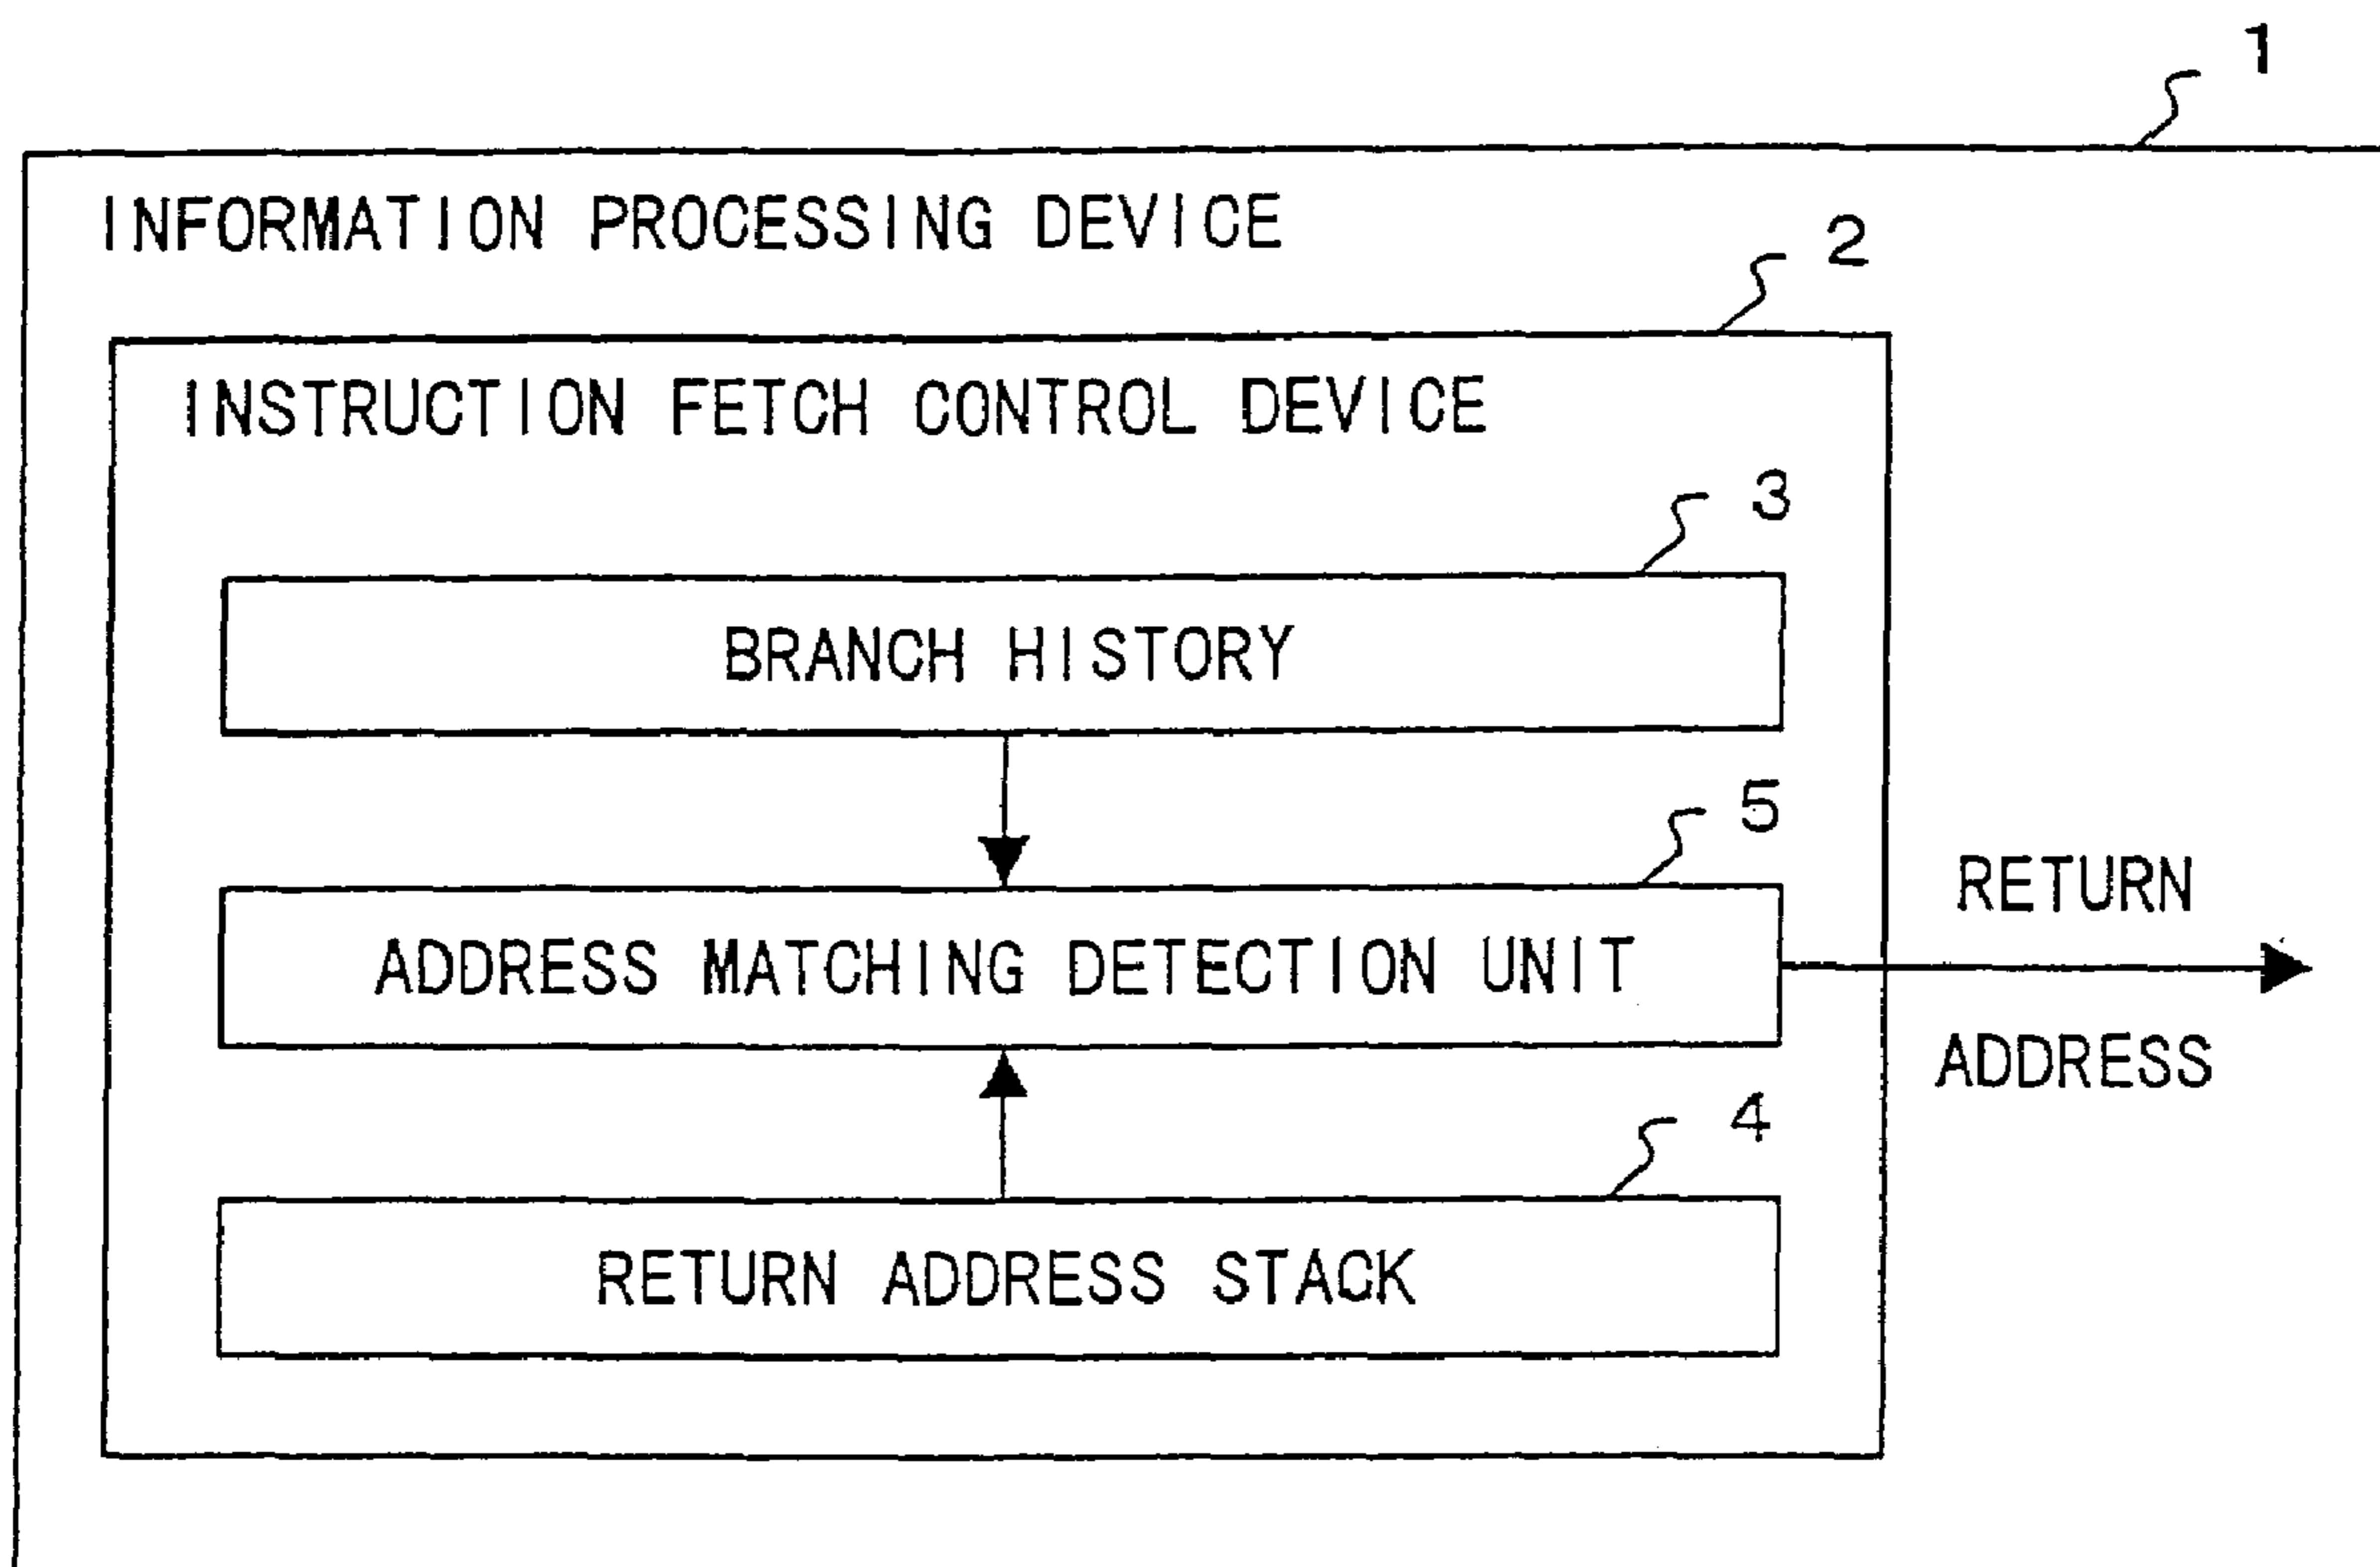 1
INFORMATION PROCESSING DEVICE
2
INSTRUCTION FETCH CONTROL DEVICE
3
BRANCH HISTORY
5
ADDRESS MATCHING DETECTION UNIT
RETURN
ADDRESS
4
RETURN ADDRESS STACK